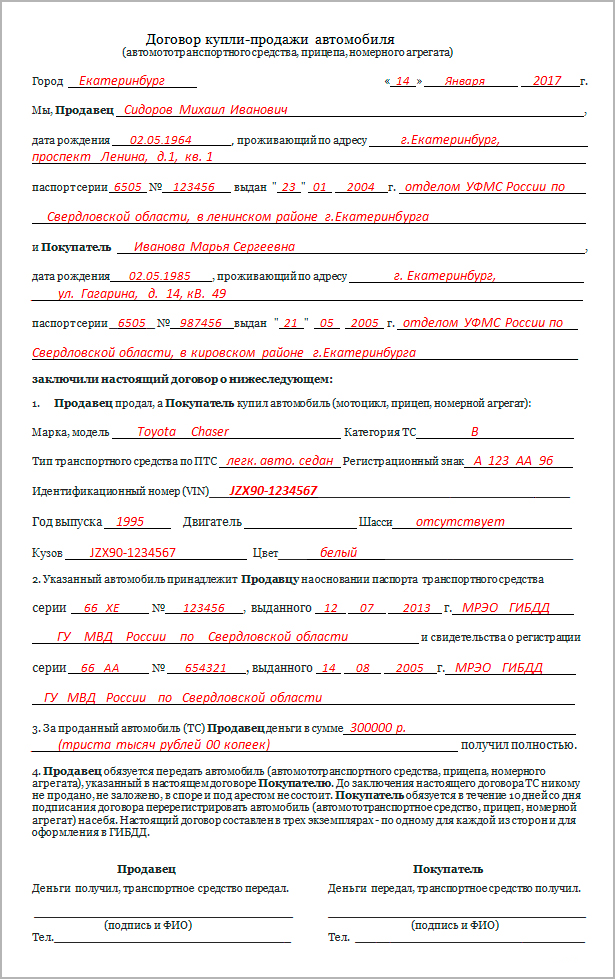 Договор купли-продажи автомобиля
(автомототранспортного средства, прицепа, номерного агрегата)
Город Екатеринбург « 14 » Января 2017 г.
Мы, Продавец Сидоров Михаил Иванович ,
дата рождения 02.05.1964 , проживающий по адресу г.Екатеринбург,
проспект Ленина, д.1, кв. 1
паспорт серии 6505 № 123456 выдан " 23 " 01 2004 г. отделом УФМС России по
Свердловской области, в ленинском районе г.Екатеринбурга
и Покупатель Иванова Марья Сергеевна ,
дата рождения 02.05.1985 , проживающий по адресу г. Екатеринбург,
ул. Гагарина, д. 14, кВ. 49
паспорт серии 6505 № 987456 выдан " 21 " 05 2005 г. отделом УФМС России по
Свердловской области, в кировском районе г.Екатеринбурга
заключили настоящий договор о нижеследующем:
1. Продавец продал, а Покупатель купил автомобиль (мотоцикл, прицеп, номерной агрегат):
Марка, модель Toyota Chaser Категория ТС B
Тип транспортного средства по ПТС легк. авто. седан Регистрационный знак А 123 АА 96
Идентификационный номер (VIN) JZX90-1234567
Год выпуска 1995 Двигатель Шасси отсутствует
Кузов JZX90-1234567 Цвет белый
2. Указанный автомобиль принадлежит Продавцу на основании паспорта транспортного средства
серии 66 ХЕ № 123456 , выданного 12 07 2013 г. МРЭО ГИБДД
ГУ МВД России по Свердловской области и свидетельства о регистрации
серии 66 АА № 654321 , выданного 14 08 2005 г. МРЭО ГИБДД
ГУ МВД России по Свердловской области
3. За проданный автомобиль (ТС) Продавец деньги в сумме 300000 р.
(триста тысяч рублей 00 копеек) получил полностью.
4. Продавец обязуется передать автомобиль (автомототранспортного средства, прицепа, номерного
агрегата), указанный в настоящем договоре Покупателю. До заключения настоящего договора ТС никому
не продано, не заложено, в споре и под арестом не состоит. Покупатель обязуется в течение 10 дней со дня
подписания договора перерегистрировать автомобиль (автомототранспортное средство, прицеп, номерной
агрегат) на себя. Настоящий договор составлен в трех экземплярах - по одному для каждой из сторон и для
оформления в ГИБДД.
Продавец Покупатель
Деньги получил, транспортное средство передал. Деньги передал, транспортное средство получил.
(подпись и ФИО) (подпись и ФИО)
Тел. Тел.